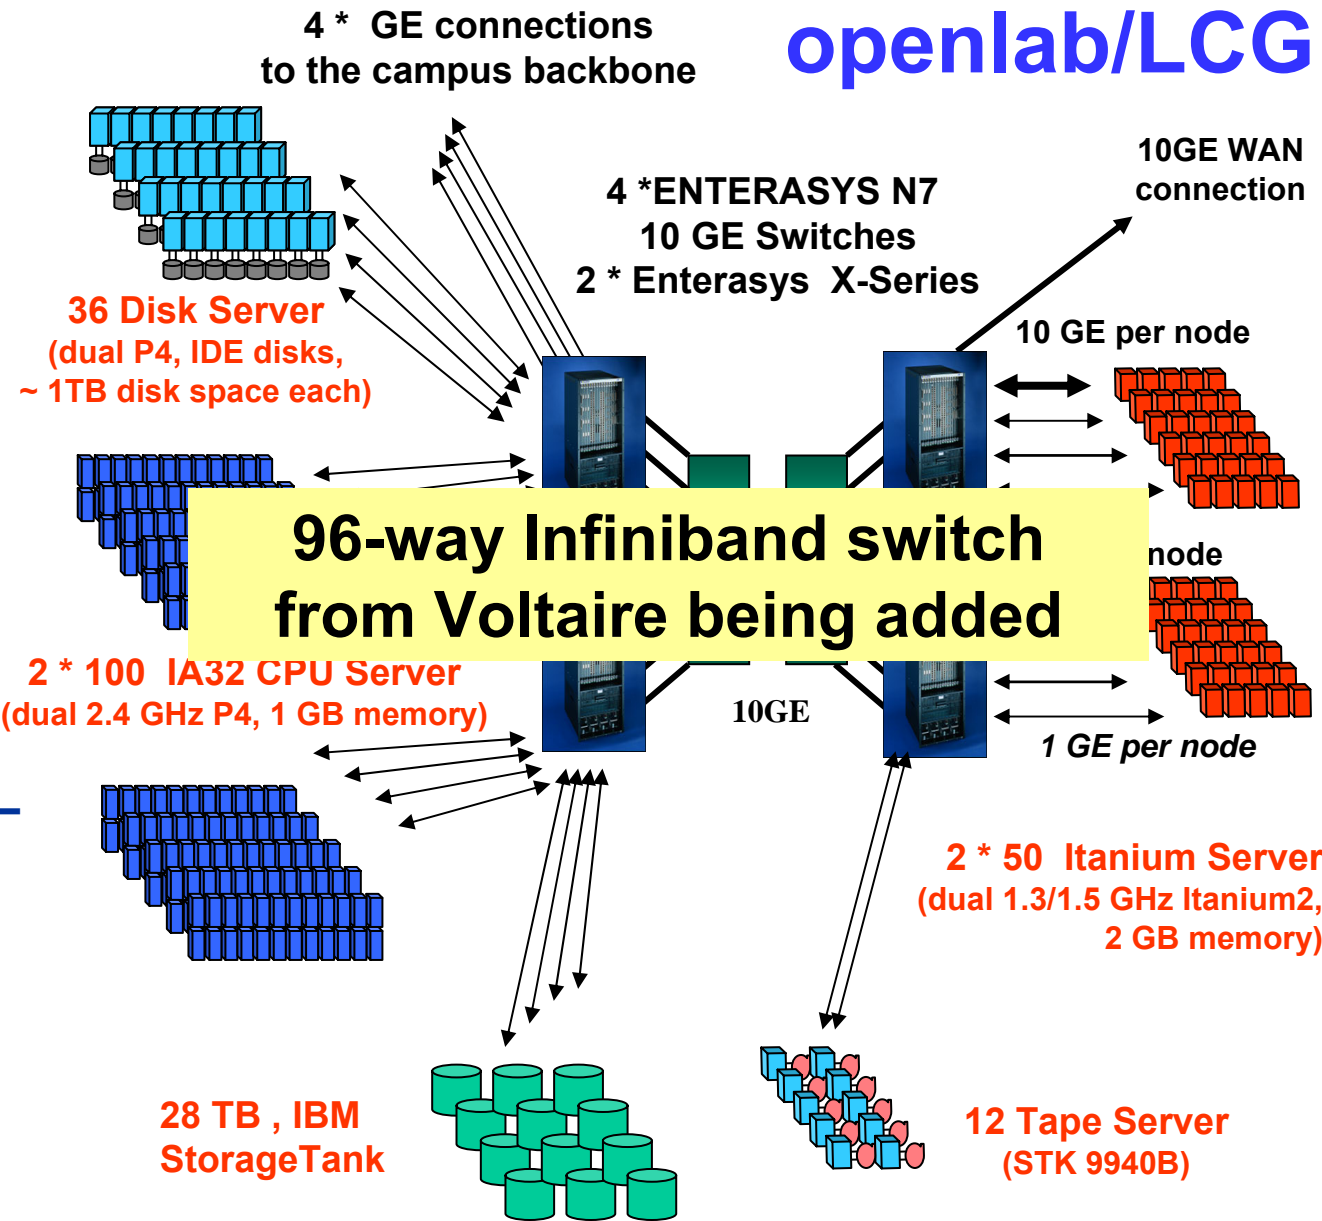 openlab/LCG
4 * GE connections
to the campus backbone
10GE WAN
connection
4 *ENTERASYS N7
10 GE Switches
2 * Enterasys X-Series
36 Disk Server
(dual P4, IDE disks,
~ 1TB disk space each)
10 GE per node
96-way Infiniband switch
from Voltaire being added
node
2 * 100 IA32 CPU Server
(dual 2.4 GHz P4, 1 GB memory)
10GE
1 GE per node
2 * 50 Itanium Server
(dual 1.3/1.5 GHz Itanium2,
2 GB memory)
28 TB , IBM
StorageTank
12 Tape Server
(STK 9940B)